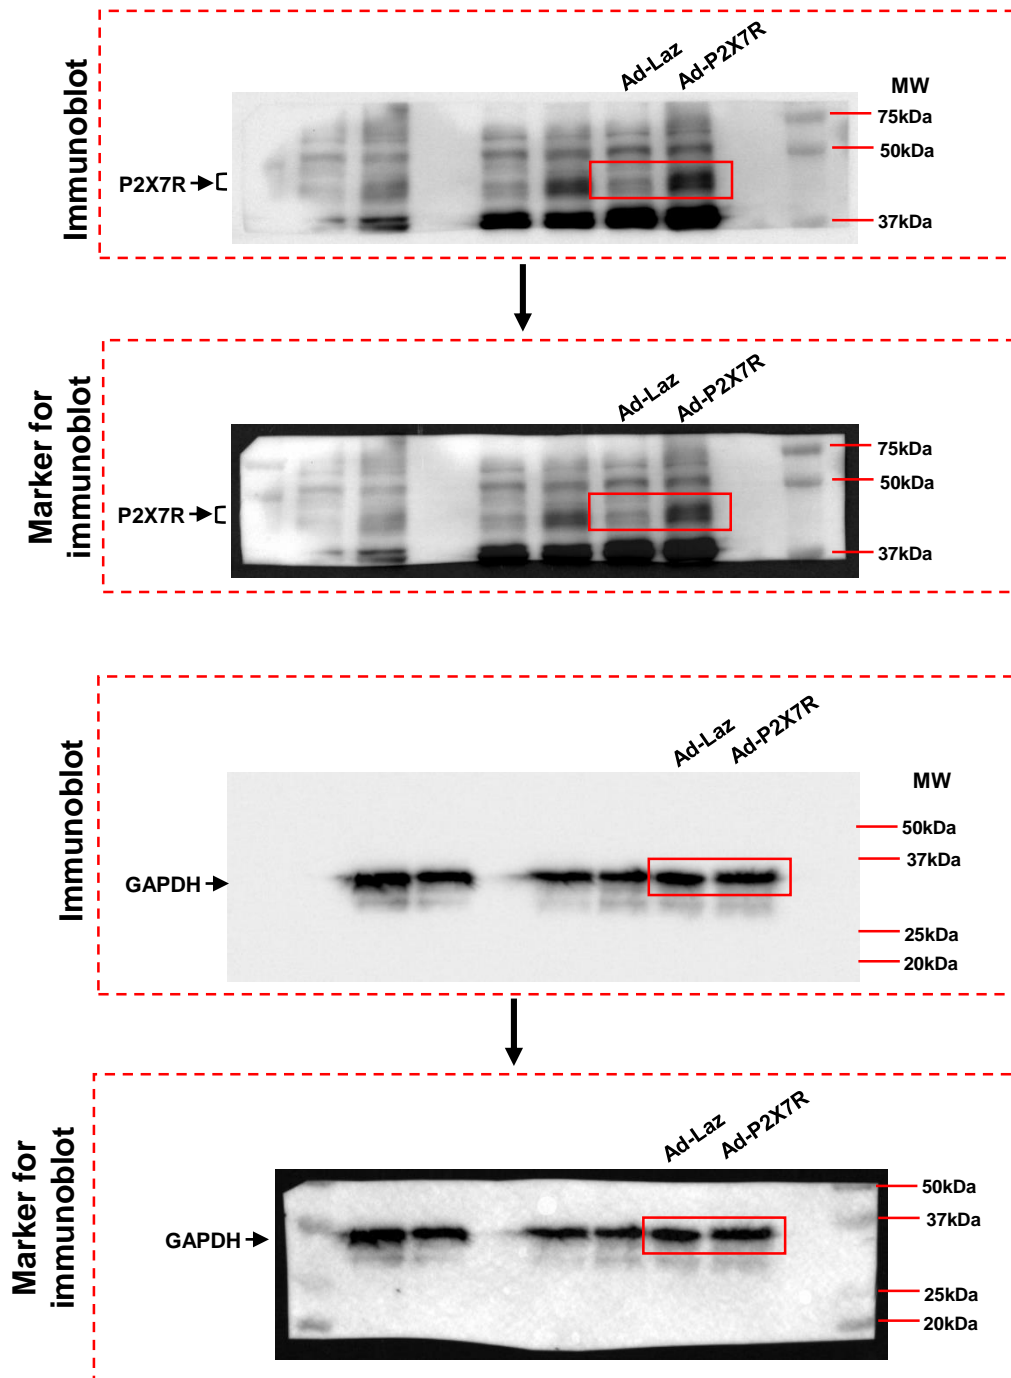 Immunoblot
Ad-Laz
Ad-P2X7R
MW
75kDa
50kDa
P2X7R
37kDa
Marker for
immunoblot
Ad-Laz
Ad-P2X7R
75kDa
50kDa
P2X7R
37kDa
Immunoblot
Ad-Laz
Ad-P2X7R
MW
50kDa
37kDa
GAPDH
25kDa
20kDa
Marker for
immunoblot
Ad-Laz
Ad-P2X7R
50kDa
37kDa
GAPDH
25kDa
20kDa